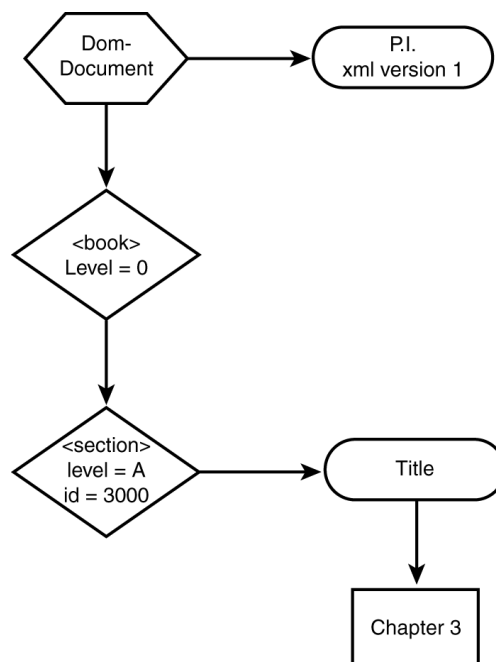 Dom-
Document
P.I.
xml version 1
<book>
Level = 0
<section>
level = A
id = 3000
Title
Chapter 3